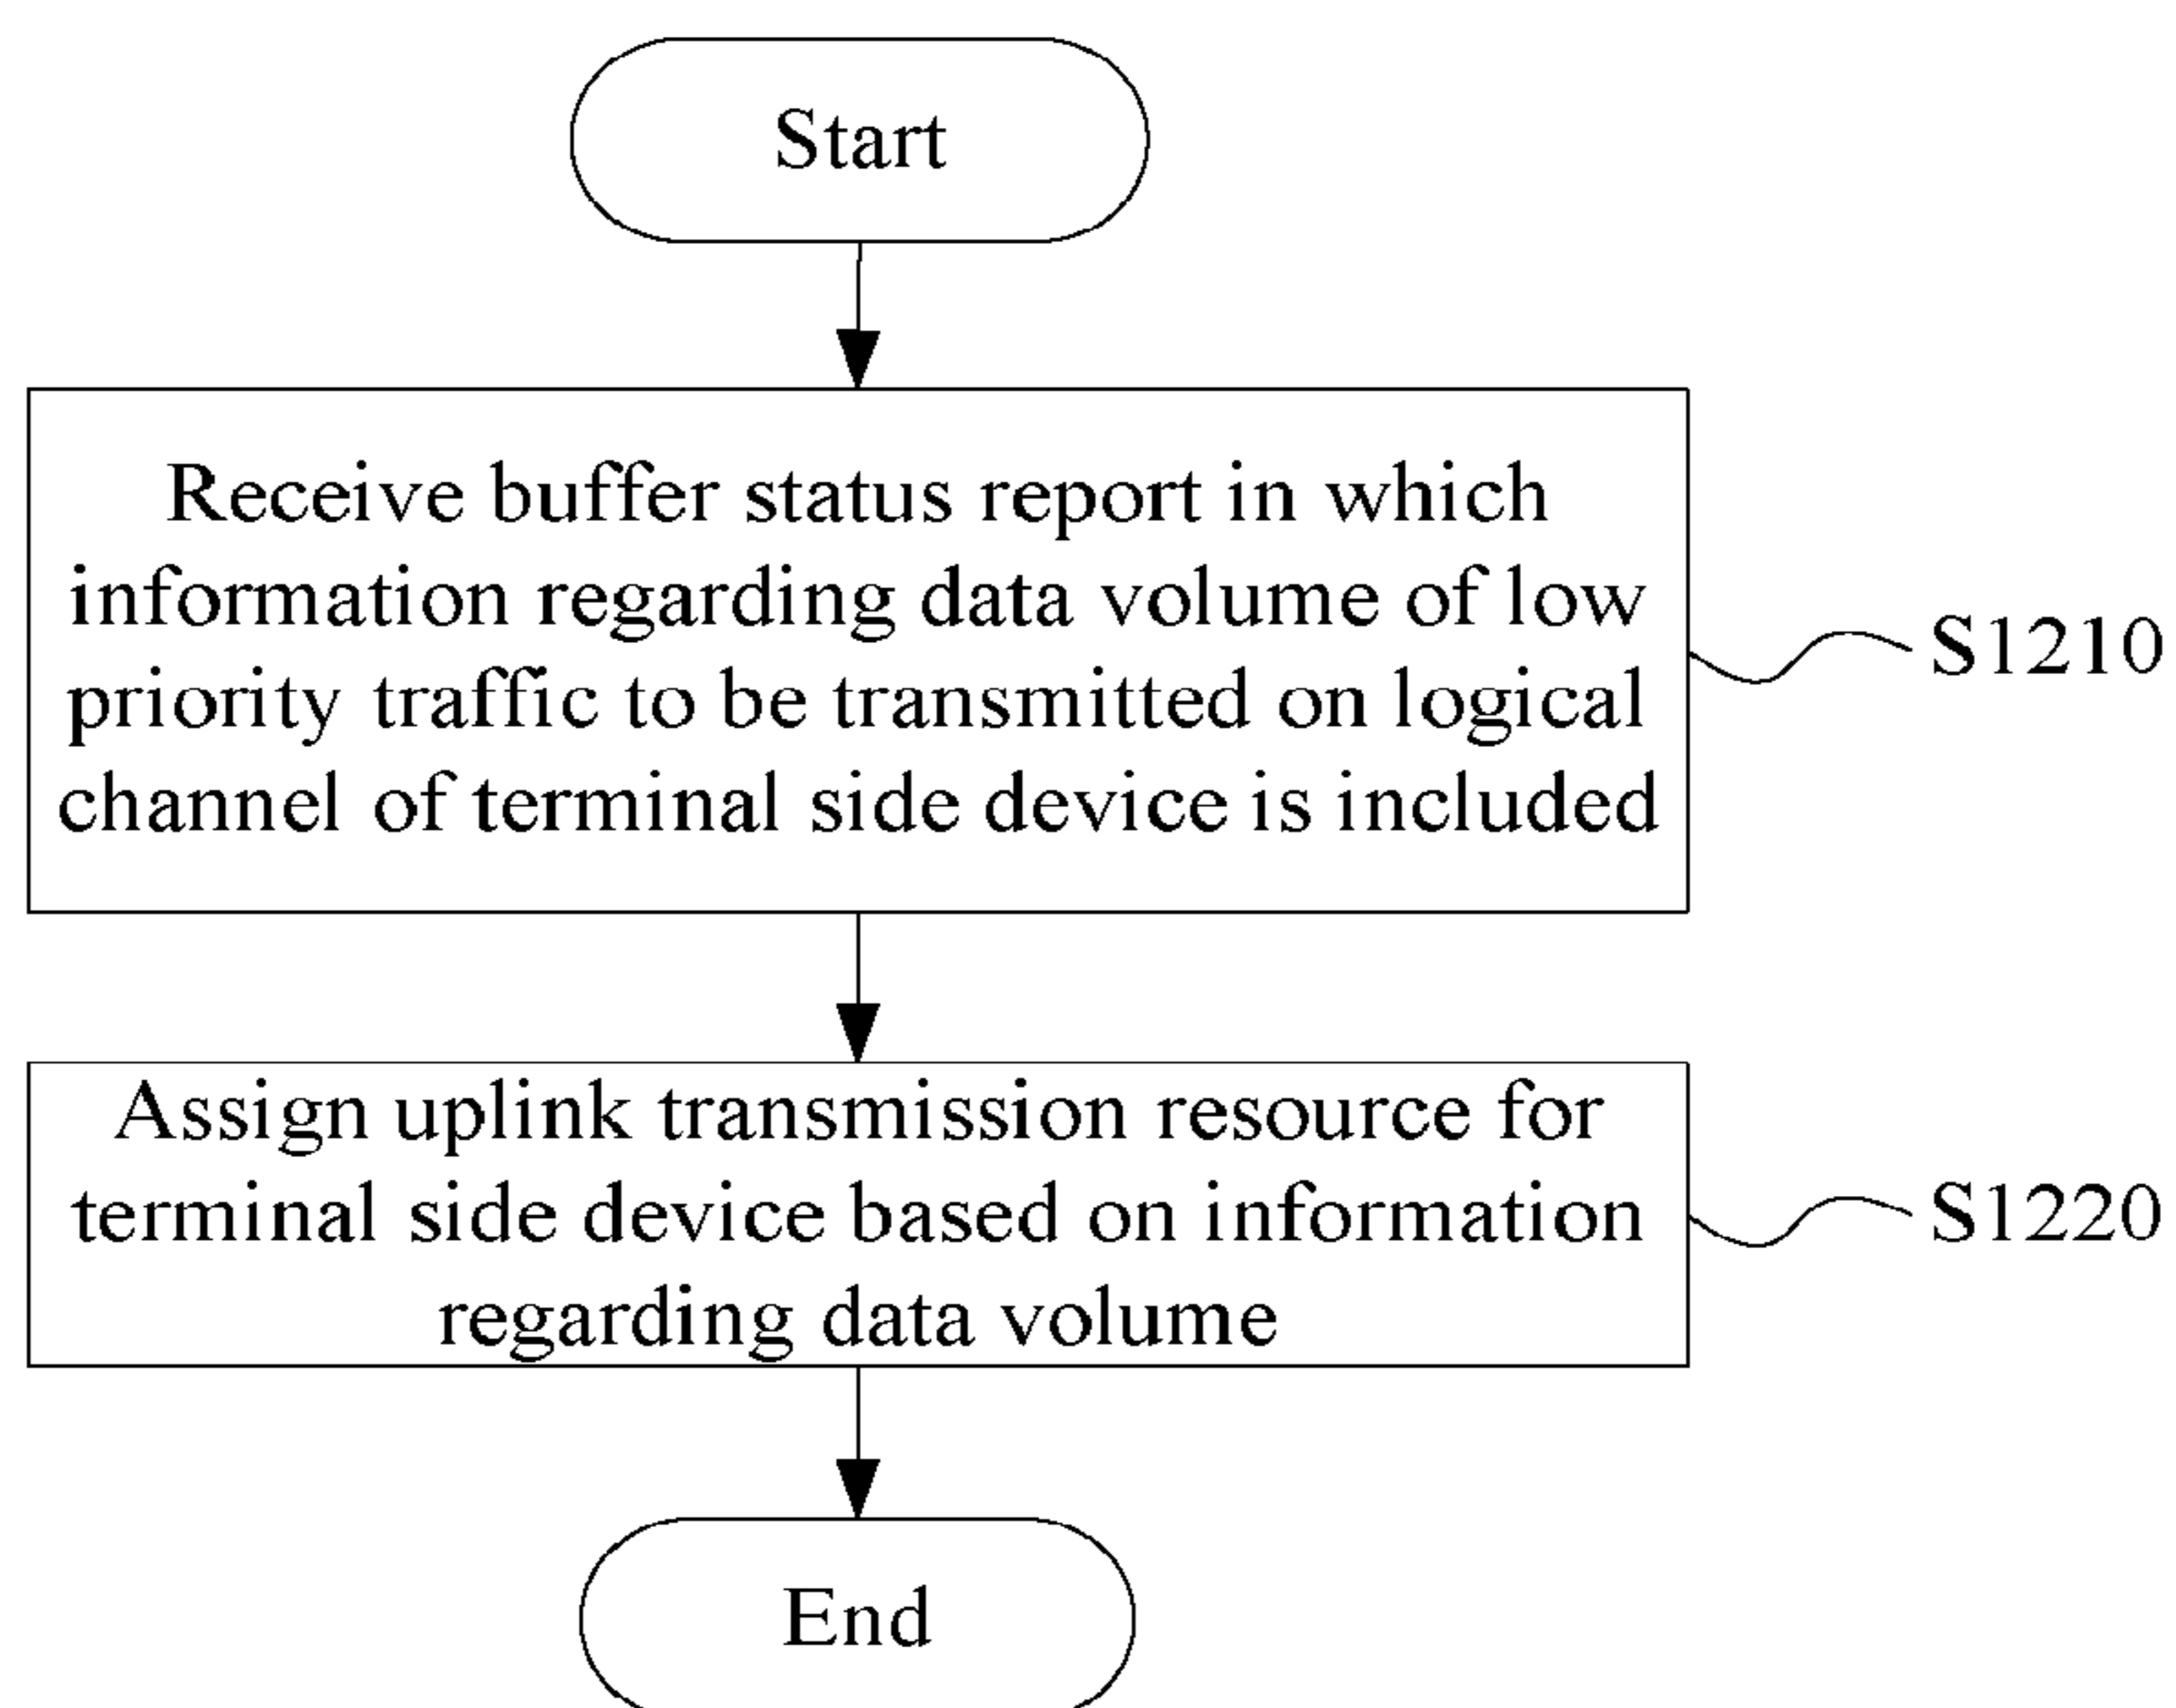 Start
Receive buffer status report in which
information regarding data volume of low
priority traffic to be transmitted on logical
channel of terminal side device is included
S1210
Assign uplink transmission resource for
terminal side device based on information
regarding data volume
S1220
End